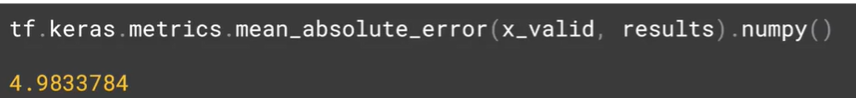 tf.keras.metrics.mean_absolute_error(x_valid, results).numpy()
4.9833784